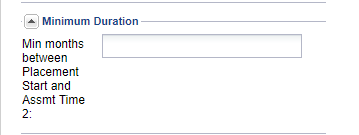 Minimum Duration
Min months
between
Placement
Start and
Assmt Time
2: